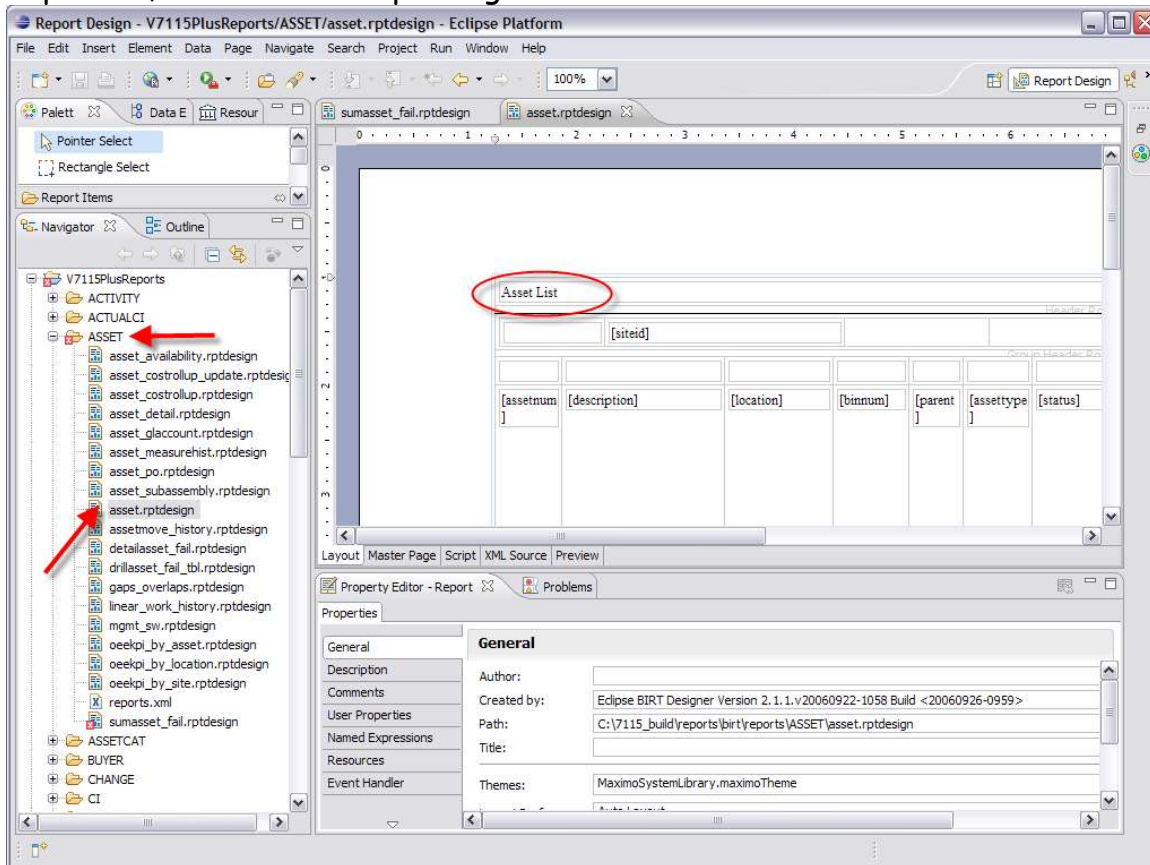 Report Design - V7115PlusReports/ASSET/asset.rptdesign - Eclipse Platform
File Edit Insert Element Data Page Navigate Search Project Run Window Help
100%
Report Design
Palett
Data E
Resour
Pointer Select
Rectangle Select
Report Items
Navigator
Outline
V7115PlusReports
ACTIVITY
ACTUALCI
ASSET
asset_availability.rptdesign
asset_costrollup_update.rptdesig
asset_costrollup.rptdesign
asset_detail.rptdesign
asset_glaccount.rptdesign
asset_measurehist.rptdesign
asset_po.rptdesign
asset_subassembly.rptdesign
asset.rptdesign
assetmove_history.rptdesign
detailasset_fail.rptdesign
drillasset_fail_tbl.rptdesign
gaps_overlaps.rptdesign
linear_work_history.rptdesign
mgmt_sw.rptdesign
oeekpi_by_asset.rptdesign
oeekpi_by_location.rptdesign
oeekpi_by_site.rptdesign
reports.xml
sumasset_fail.rptdesign
ASSETCAT
BUYER
CHANGE
CI
sumasset_fail.rptdesign
asset.rptdesign
0 1 2 3 4 5 6
0
2
3
Asset List
Header Ro
[siteid]
Group Header Ro
[assetnum] [description] [location] [binnum] [parent] [assettype] [status]
Layout Master Page Script XML Source Preview
Property Editor - Report
Problems
Properties
General
Description
Comments
User Properties
Named Expressions
Resources
Event Handler
General
Author:
Created by: Eclipse BIRT Designer Version 2.1.1.v20060922-1058 Build <20060926-0959>
Path: C:\7115_build\reports\birt\reports\ASSET\asset.rptdesign
Title:
Themes: MaximoSystemLibrary.maximoTheme